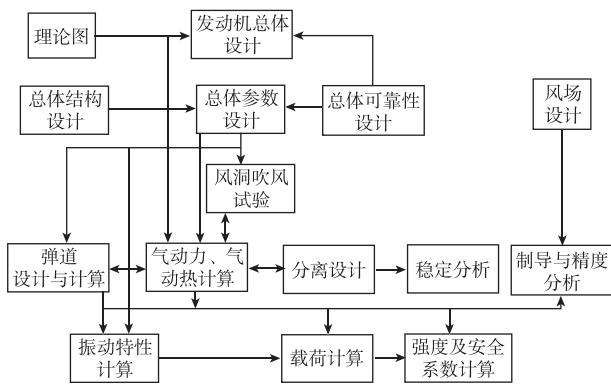 理论图
发动机总体
设计
总体结构
设计
总体参数
设计
总体可靠性
设计
风场
设计
风洞吹风
试验
弹道
设计与计算
气动力、气
动热计算
分离设计
稳定分析
制导与精度
分析
振动特性
计算
载荷计算
强度及安全
系数计算